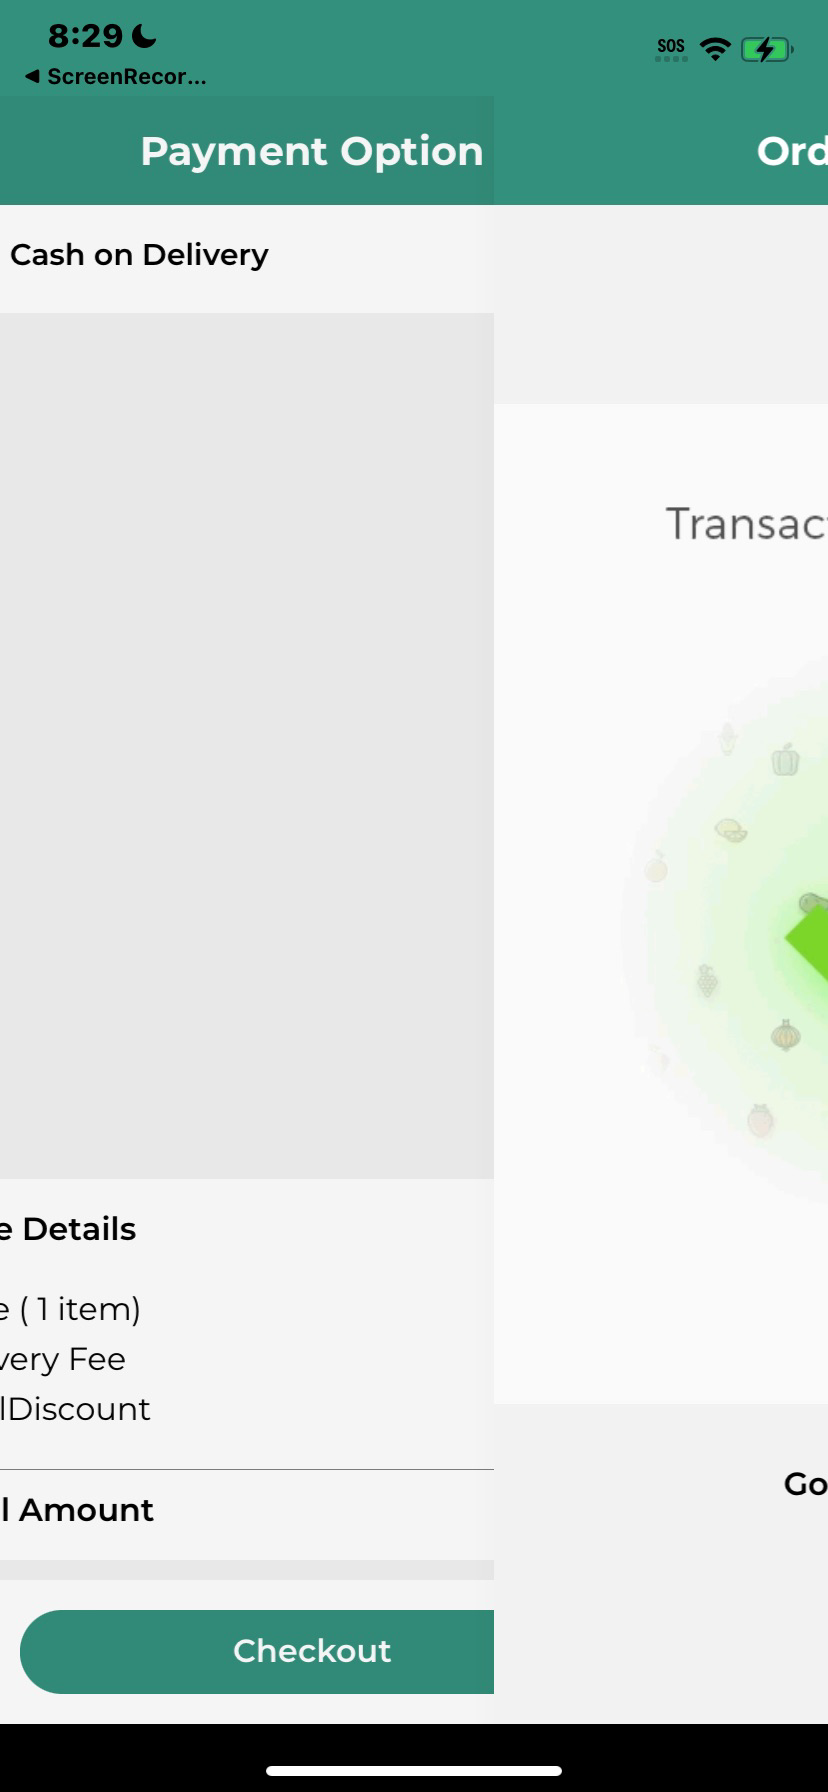 8:29
SOS
◀ ScreenRecor...
Payment Option
Ord
Cash on Delivery
Transac
e Details
e ( 1 item)
very Fee
lDiscount
l Amount
Go
Checkout